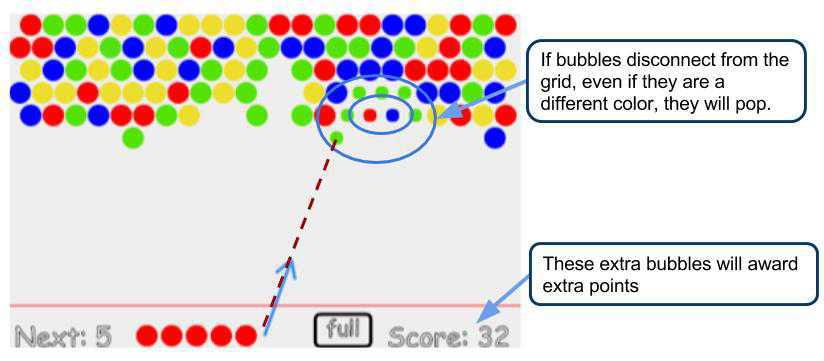 If bubbles disconnect from the
grid, even if they are a
different color, they will pop.
These extra bubbles will award
extra points
Next: 5
full
Score: 32